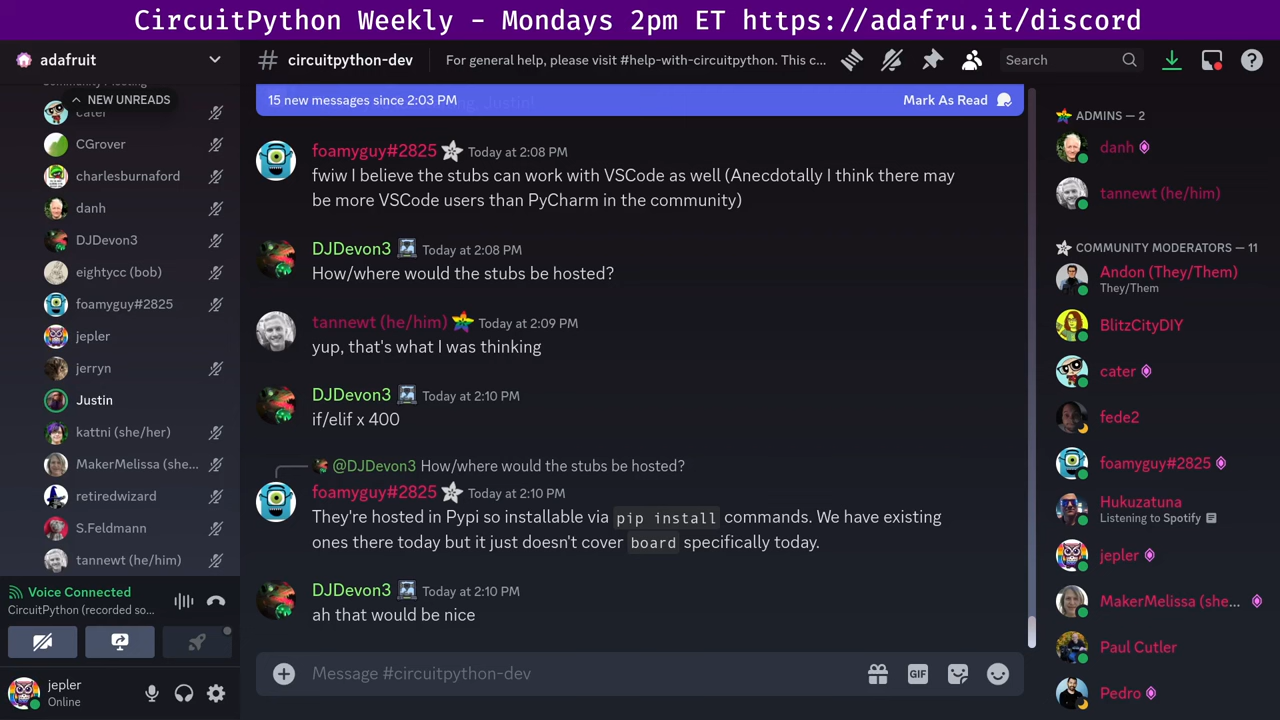 CircuitPython Weekly - Mondays 2pm ET https://adafru.it/discord
adafruit
NEW UNREADS
cater
CGrover
charlesburnaford
danh
DJDevon3
eightycc (bob)
foamyguy#2825
jepler
jerryn
Justin
kattni (she/her)
MakerMelissa (she...
retiredwizard
S.Feldmann
tannewt (he/him)
Voice Connected
CircuitPython (recorded so...
jepler
Online
# circuitpython-dev
For general help, please visit #help-with-circuitpython. This c...
Search
15 new messages since 2:03 PM
Mark As Read
foamyguy#2825 Today at 2:08 PM
fwiw I believe the stubs can work with VSCode as well (Anecdotally I think there may
be more VSCode users than PyCharm in the community)
DJDevon3 Today at 2:08 PM
How/where would the stubs be hosted?
tannewt (he/him) Today at 2:09 PM
yup, that's what I was thinking
DJDevon3 Today at 2:10 PM
if/elif x 400
@DJDevon3 How/where would the stubs be hosted?
foamyguy#2825 Today at 2:10 PM
They're hosted in Pypi so installable via pip install commands. We have existing
ones there today but it just doesn't cover board specifically today.
DJDevon3 Today at 2:10 PM
ah that would be nice
Message #circuitpython-dev
GIF
ADMINS — 2
danh
tannewt (he/him)
COMMUNITY MODERATORS — 11
Andon (They/Them)
They/Them
BlitzCityDIY
cater
fede2
foamyguy#2825
Hukuzatuna
Listening to Spotify
jepler
MakerMelissa (she...
Paul Cutler
Pedro